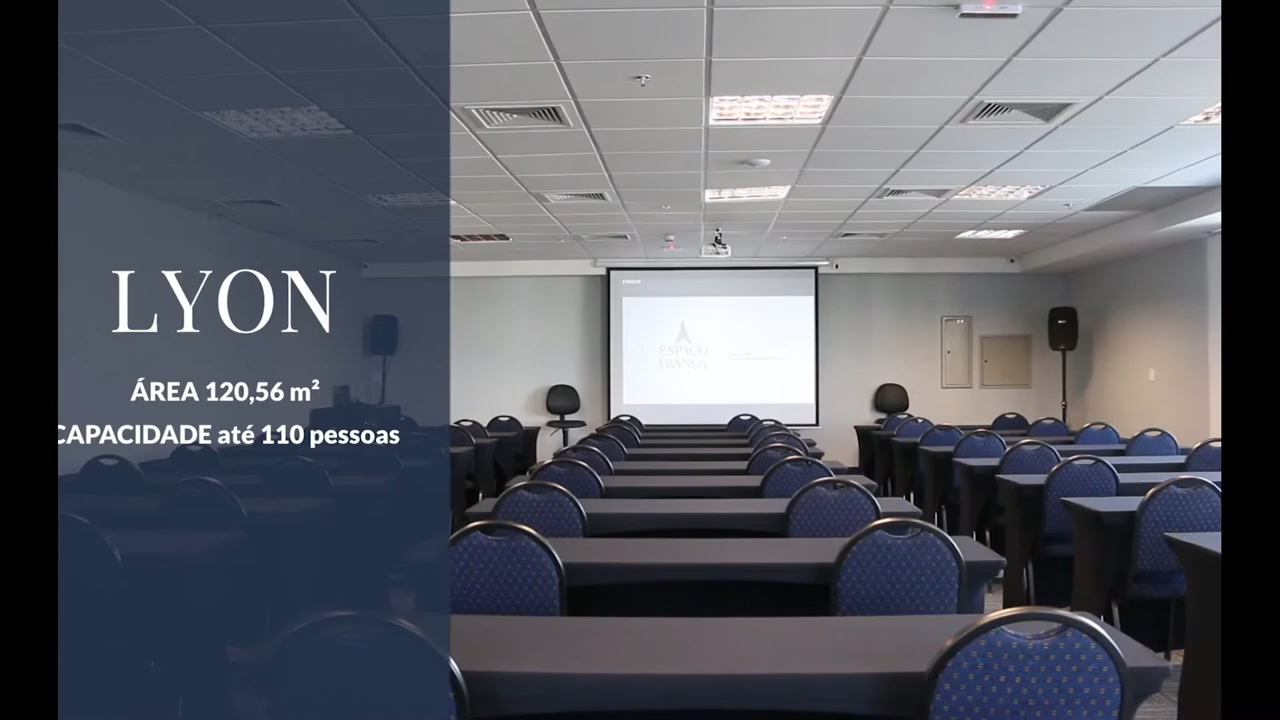 LYON
ÁREA 120,56 m²
CAPACIDADE até 110 pessoas
ESPAÇO
FRANÇA